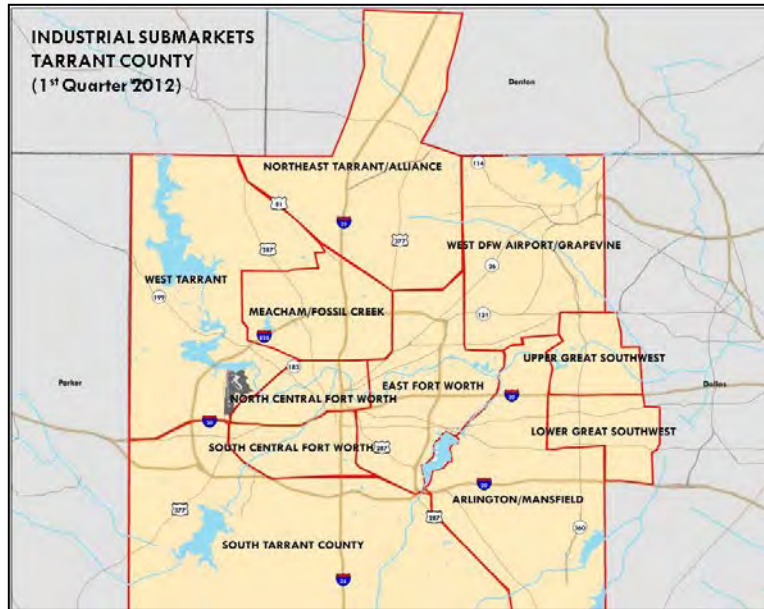 INDUSTRIAL SUBMARKETS
TARRANT COUNTY
(1st Quarter 2012)
Denton
114
NORTHEAST TARRANT/ALLIANCE
81
35
377
287
WEST DFW AIRPORT/GRAPEVINE
26
WEST TARRANT
199
MEACHAM/FOSSIL CREEK
121
820
183
UPPER GREAT SOUTHWEST
Parker
EAST FORT WORTH
Dallas
NORTH CENTRAL FORT WORTH
30
30
LOWER GREAT SOUTHWEST
SOUTH CENTRAL FORT WORTH
287
20
ARLINGTON/MANSFIELD
377
287
360
SOUTH TARRANT COUNTY
35